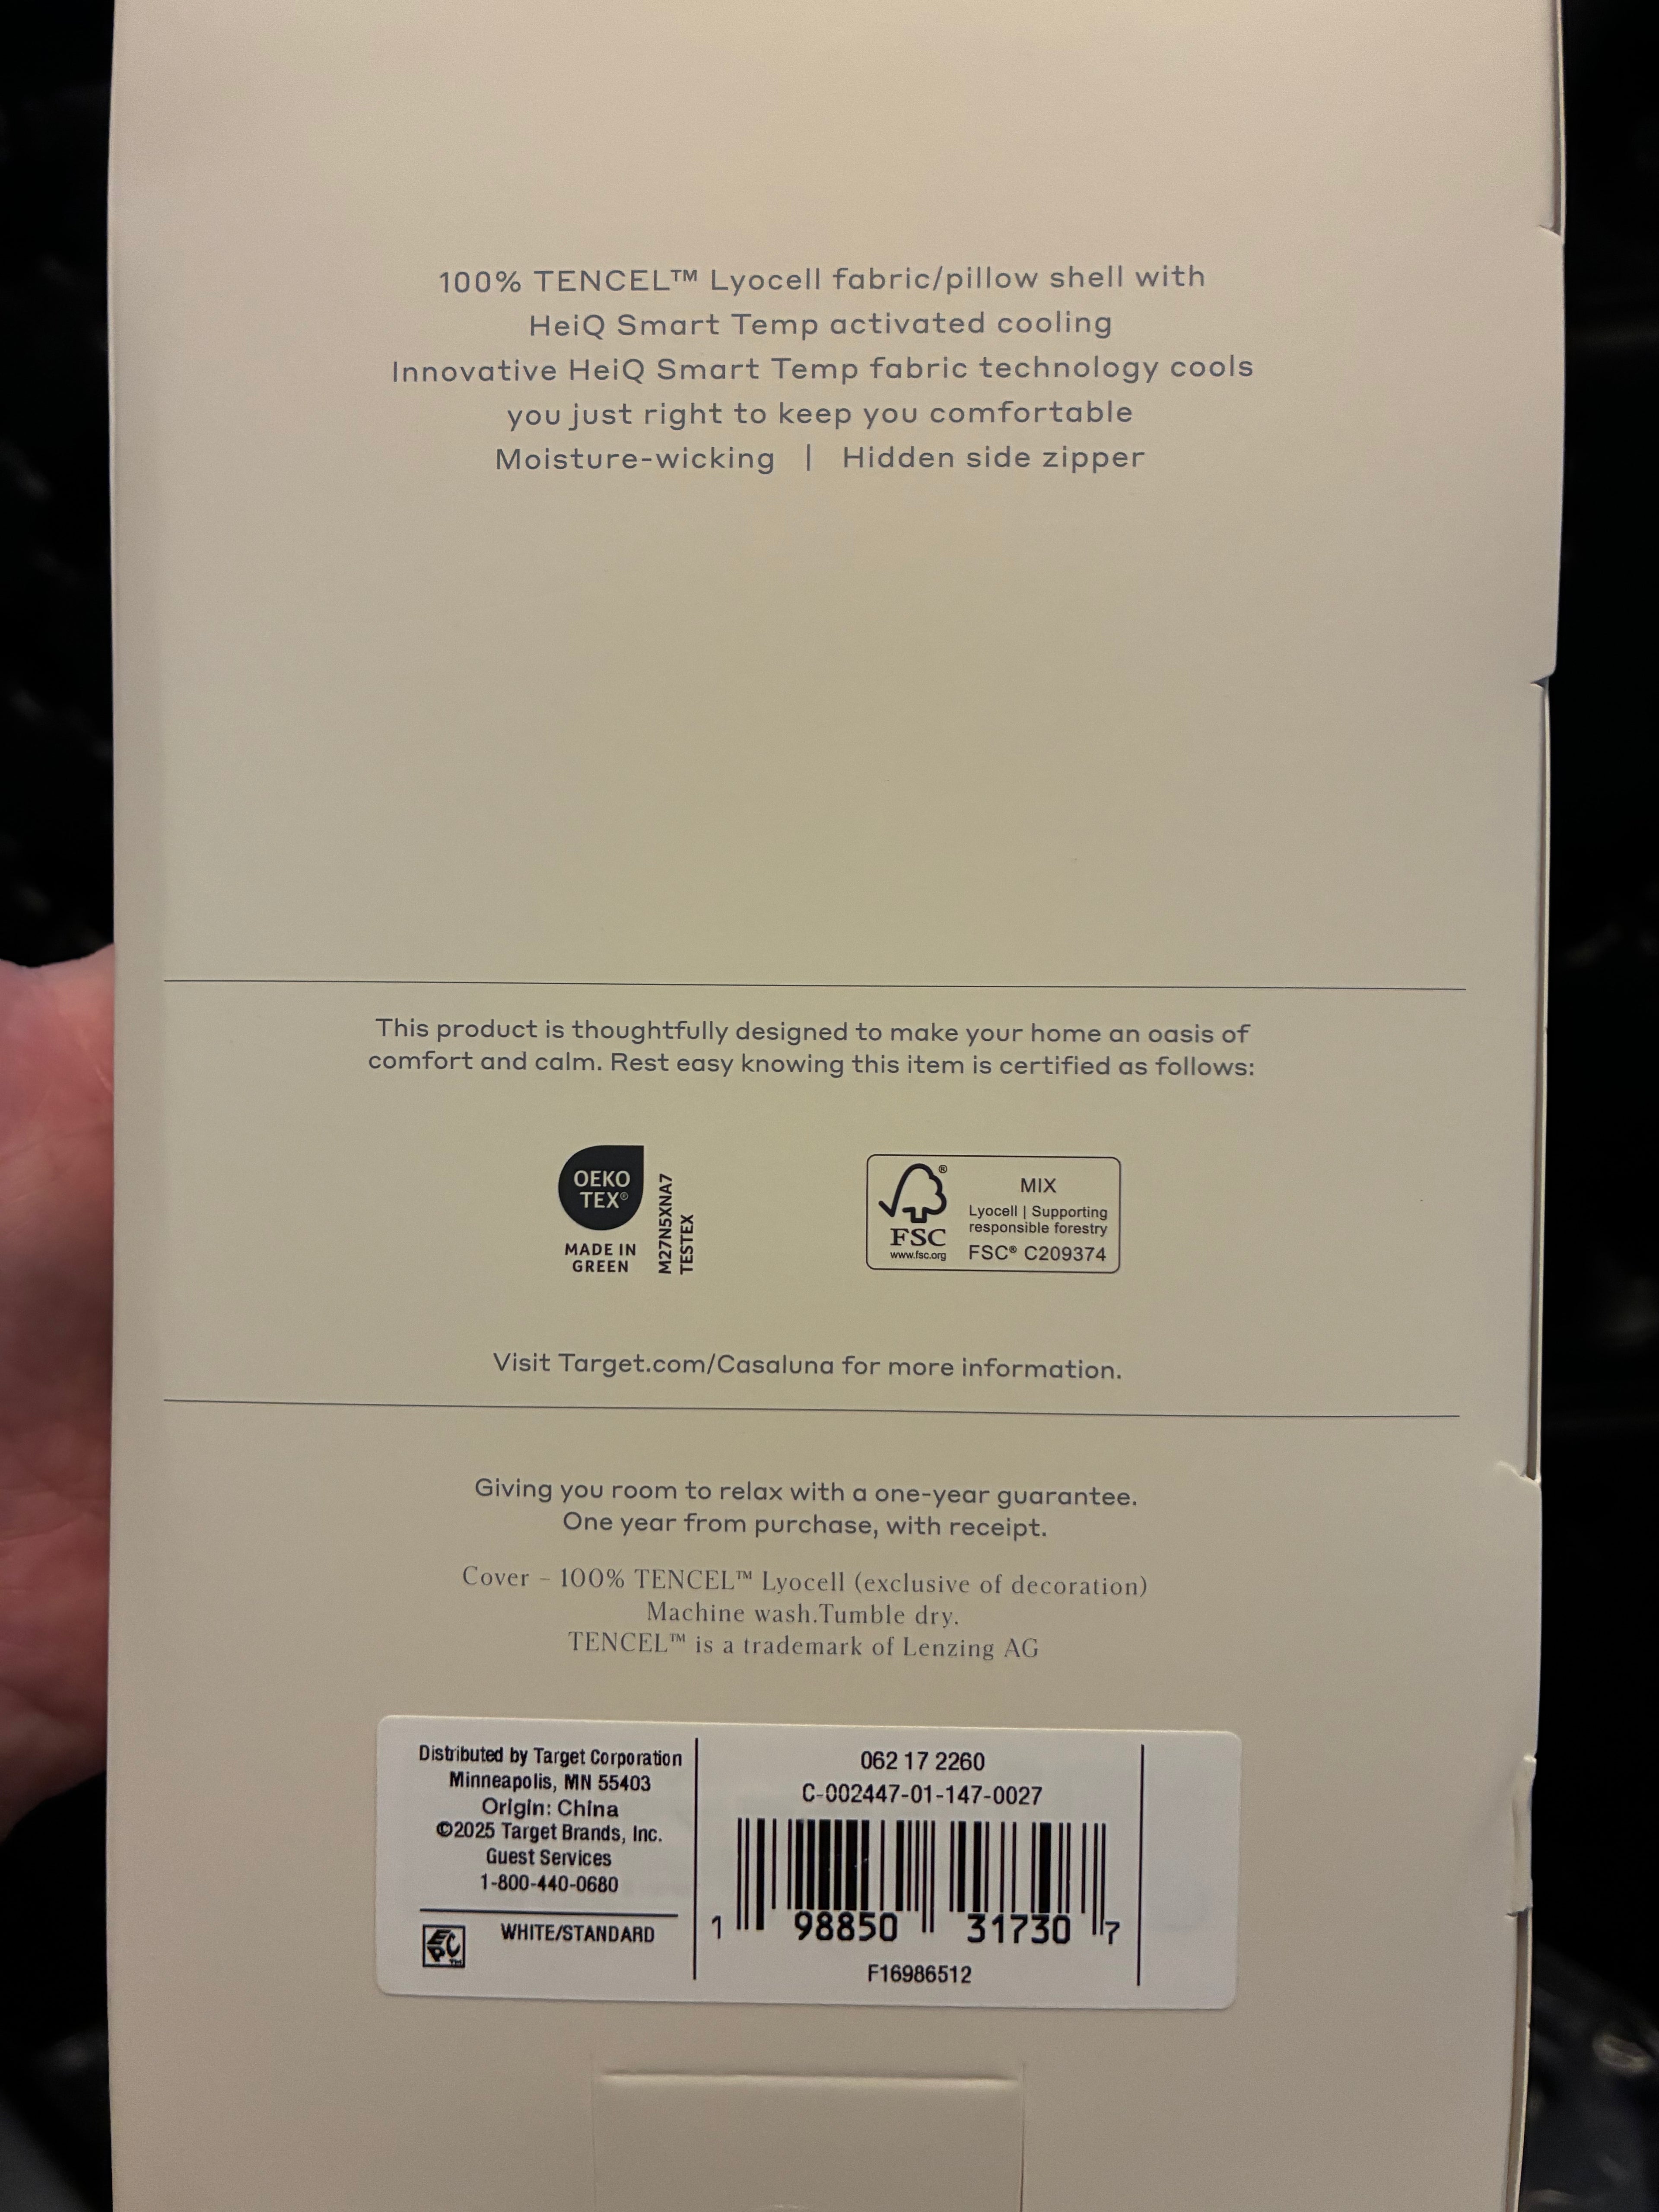 100% TENCEL™ Lyocell fabric/pillow shell with
HeiQ Smart Temp activated cooling
Innovative HeiQ Smart Temp fabric technology cools
you just right to keep you comfortable
Moisture-wicking | Hidden side zipper
This product is thoughtfully designed to make your home an oasis of
comfort and calm. Rest easy knowing this item is certified as follows:
OEKO
TEX®
MADE IN
GREEN
M27N5XNA7
TESTEX
®
FSC
www.fsc.org
MIX
Lyocell | Supporting
responsible forestry
FSC® C209374
Visit Target.com/Casaluna for more information.
Giving you room to relax with a one-year guarantee.
One year from purchase, with receipt.
Cover – 100% TENCEL™ Lyocell (exclusive of decoration)
Machine wash.Tumble dry.
TENCEL™ is a trademark of Lenzing AG
Distributed by Target Corporation
Minneapolis, MN 55403
Origin: China
©2025 Target Brands, Inc.
Guest Services
1-800-440-0680
EPC™
WHITE/STANDARD
062 17 2260
C-002447-01-147-0027
1 98850 31730 7
F16986512